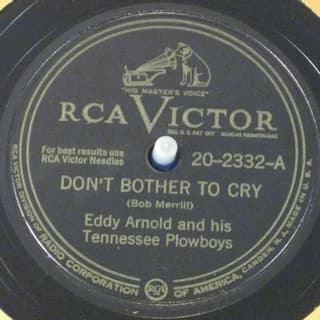 "HIS MASTER'S VOICE"
RCA VICTOR
REG. U.S. PAT. OFF. MARCAS REGISTRADAS
For best results use
RCA Victor Needles
20-2332-A
DON'T BOTHER TO CRY
(Bob Merrill)
Eddy Arnold and his
Tennessee Plowboys
RCA VICTOR DIVISION OF RADIO CORPORATION OF AMERICA, CAMDEN, N.J. MADE IN U.S.A.
RCA